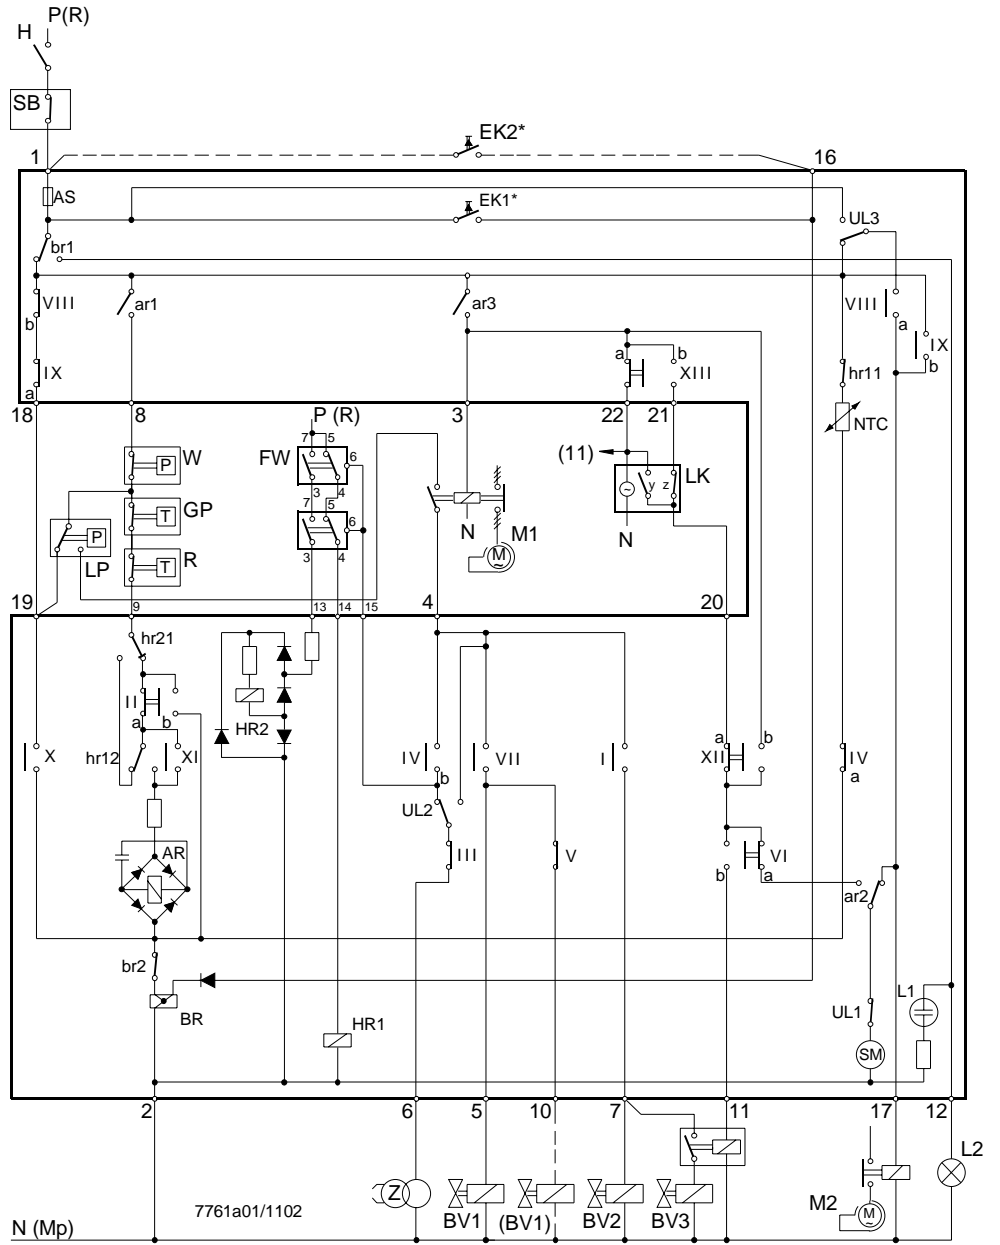 P(R)
H
SB
EK2*
1
16
AS
EK1*
UL3
br1
VIII
ar1
ar3
VIII
b
a
a
b
IX
IX
XIII
hr11
b
a
18
8
P (R)
3
22
21
NTC
7
5
(11)
W
FW
6
LK
P
y
z
3
4
~
GP
7
5
T
N
M1
6
N
P
M
~
R
3
4
LP
T
19
9
13
14
15
4
20
hr21
II
a
b
HR2
a
b
X
hr12
XI
IV
VII
I
XII
IV
b
a
UL2
III
V
VI
AR
b
a
ar2
br2
L1
BR
HR1
UL1
SM
2
6
5
10
7
11
17
12
L2
Z
7761a01/1102
BV1
(BV1)
BV2
BV3
M2
M
~
N (Mp)